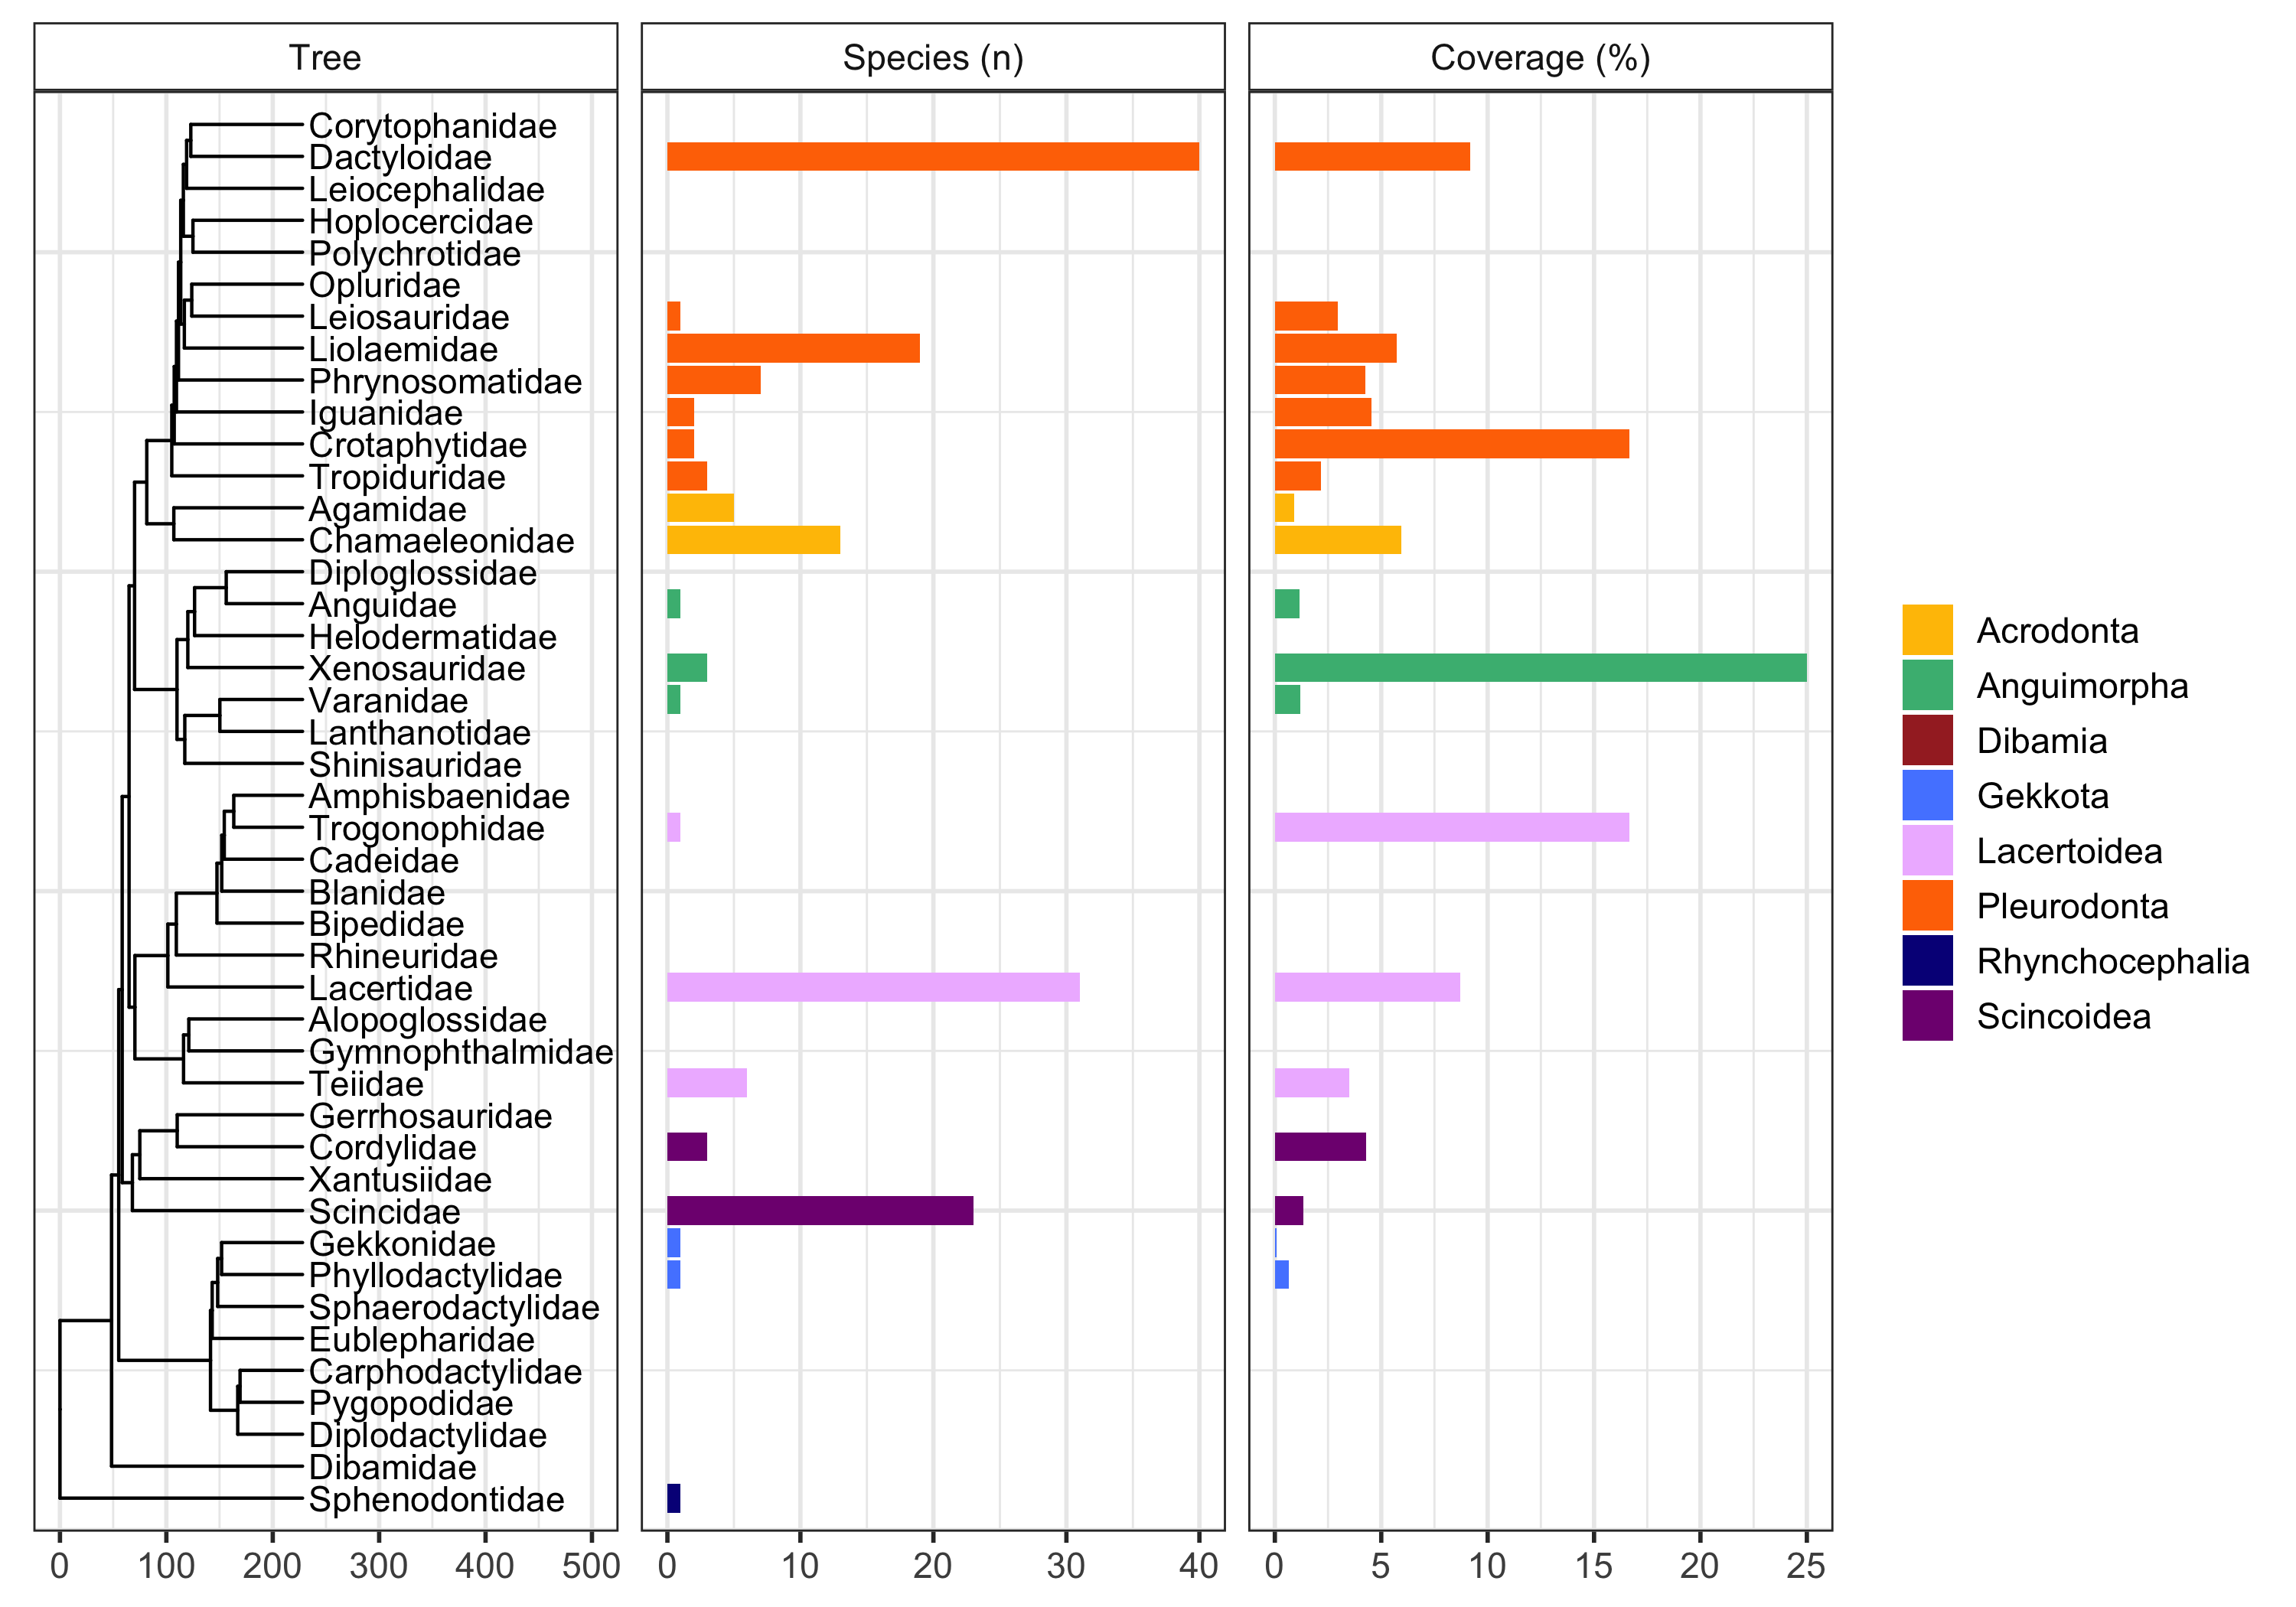 Tree
Species (n)
Coverage (%)
Corytophanidae
Dactyloidae
Leiocephalidae
Hoplocercidae
Polychrotidae
Opluridae
Leiosauridae
Liolaemidae
Phrynosomatidae
Iguanidae
Crotaphytidae
Tropiduridae
Agamidae
Chamaeleonidae
Diploglossidae
Anguidae
Helodermatidae
Xenosauridae
Varanidae
Lanthanotidae
Shinisauridae
Amphisbaenidae
Trogonophidae
Cadeidae
Blanidae
Bipedidae
Rhineuridae
Lacertidae
Alopoglossidae
Gymnophthalmidae
Teiidae
Gerrhosauridae
Cordylidae
Xantusiidae
Scincidae
Gekkonidae
Phyllodactylidae
Sphaerodactylidae
Eublepharidae
Carphodactylidae
Pygopodidae
Diplodactylidae
Dibamidae
Sphenodontidae
0 100 200 300 400 500
0 10 20 30 40
0 5 10 15 20 25
Acrodonta
Anguimorpha
Dibamia
Gekkota
Lacertoidea
Pleurodonta
Rhynchocephalia
Scincoidea